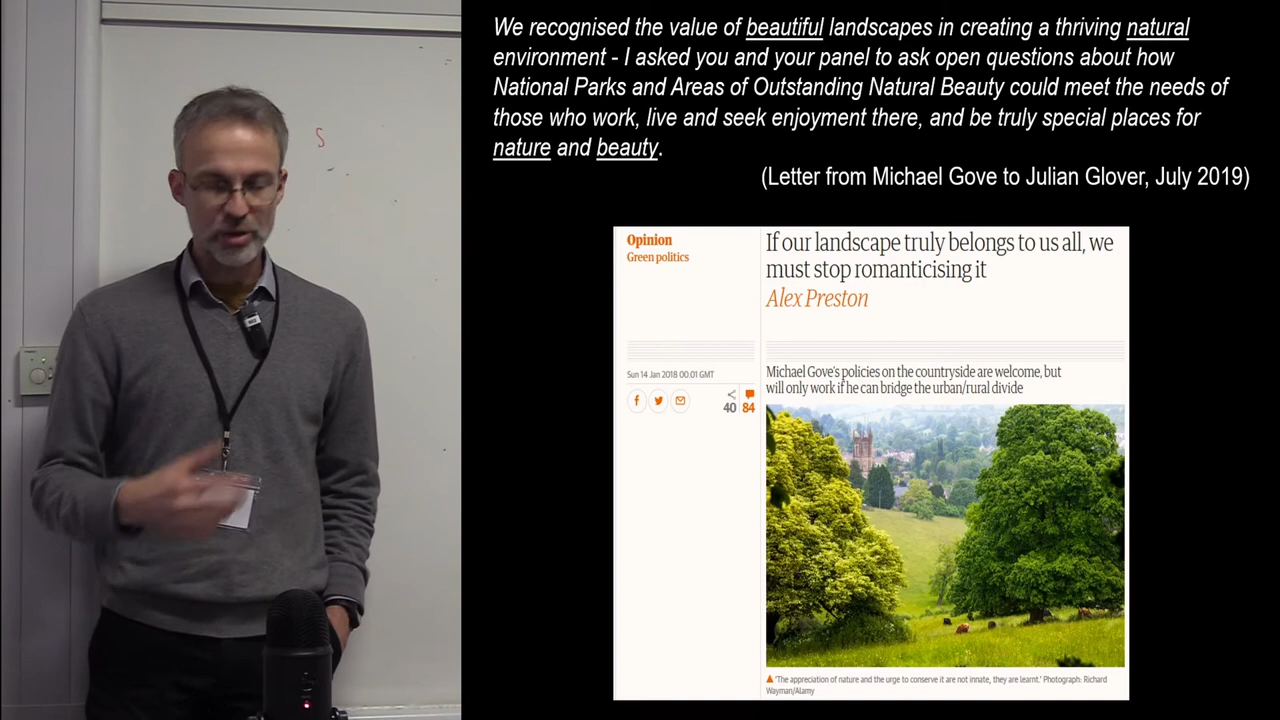 We recognised the value of beautiful landscapes in creating a thriving natural
environment - I asked you and your panel to ask open questions about how
National Parks and Areas of Outstanding Natural Beauty could meet the needs of
those who work, live and seek enjoyment there, and be truly special places for
nature and beauty.
(Letter from Michael Gove to Julian Glover, July 2019)
S
Opinion
Green politics
If our landscape truly belongs to us all, we
must stop romanticising it
Alex Preston
Sun 14 Jan 2018 00.01 GMT
40 84
Michael Gove's policies on the countryside are welcome, but
will only work if he can bridge the urban/rural divide
'The appreciation of nature and the urge to conserve it are not innate, they are learnt.' Photograph: Richard
Wayman/Alamy